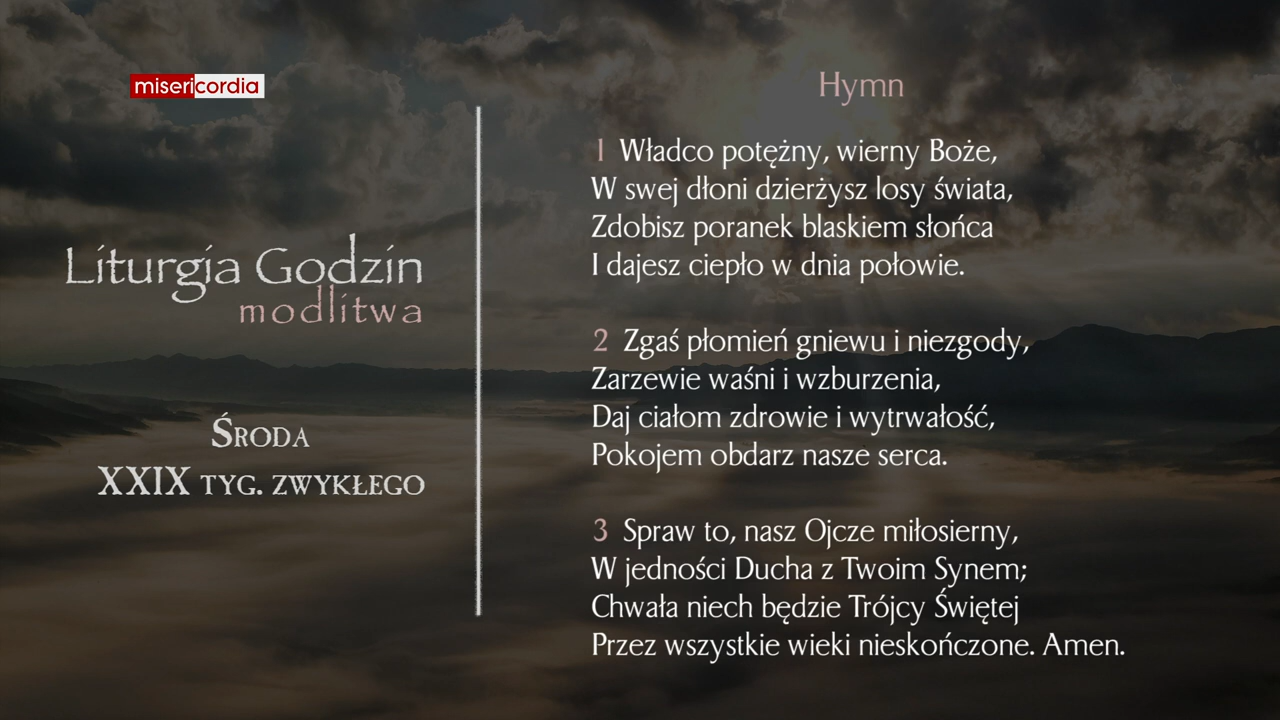 misericordia
Liturgia Godzin
modlitwa
Środa
XXIX tyg. zwykłego
Hymn
1 Władco potężny, wierny Boże,
W swej dłoni dzierżysz losy świata,
Zdobisz poranek blaskiem słońca
I dajesz ciepło w dnia połowie.
2 Zgaś płomień gniewu i niezgody,
Zarzewie waśni i wzburzenia,
Daj ciałom zdrowie i wytrwałość,
Pokojem obdarz nasze serca.
3 Spraw to, nasz Ojcze miłosierny,
W jedności Ducha z Twoim Synem;
Chwała niech będzie Trójcy Świętej
Przez wszystkie wieki nieskończone. Amen.